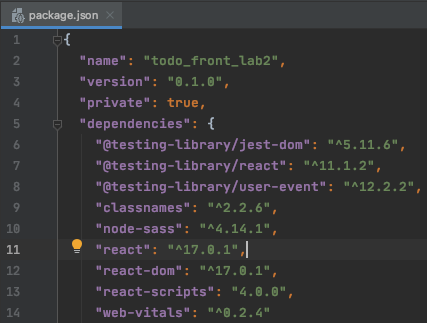 package.json
1 {
2 "name": "todo_front_lab2",
3 "version": "0.1.0",
4 "private": true,
5 "dependencies": {
6 "@testing-library/jest-dom": "^5.11.6",
7 "@testing-library/react": "^11.1.2",
8 "@testing-library/user-event": "^12.2.2",
9 "classnames": "^2.2.6",
10 "node-sass": "^4.14.1",
11 "react": "^17.0.1",
12 "react-dom": "^17.0.1",
13 "react-scripts": "4.0.0",
14 "web-vitals": "^0.2.4"